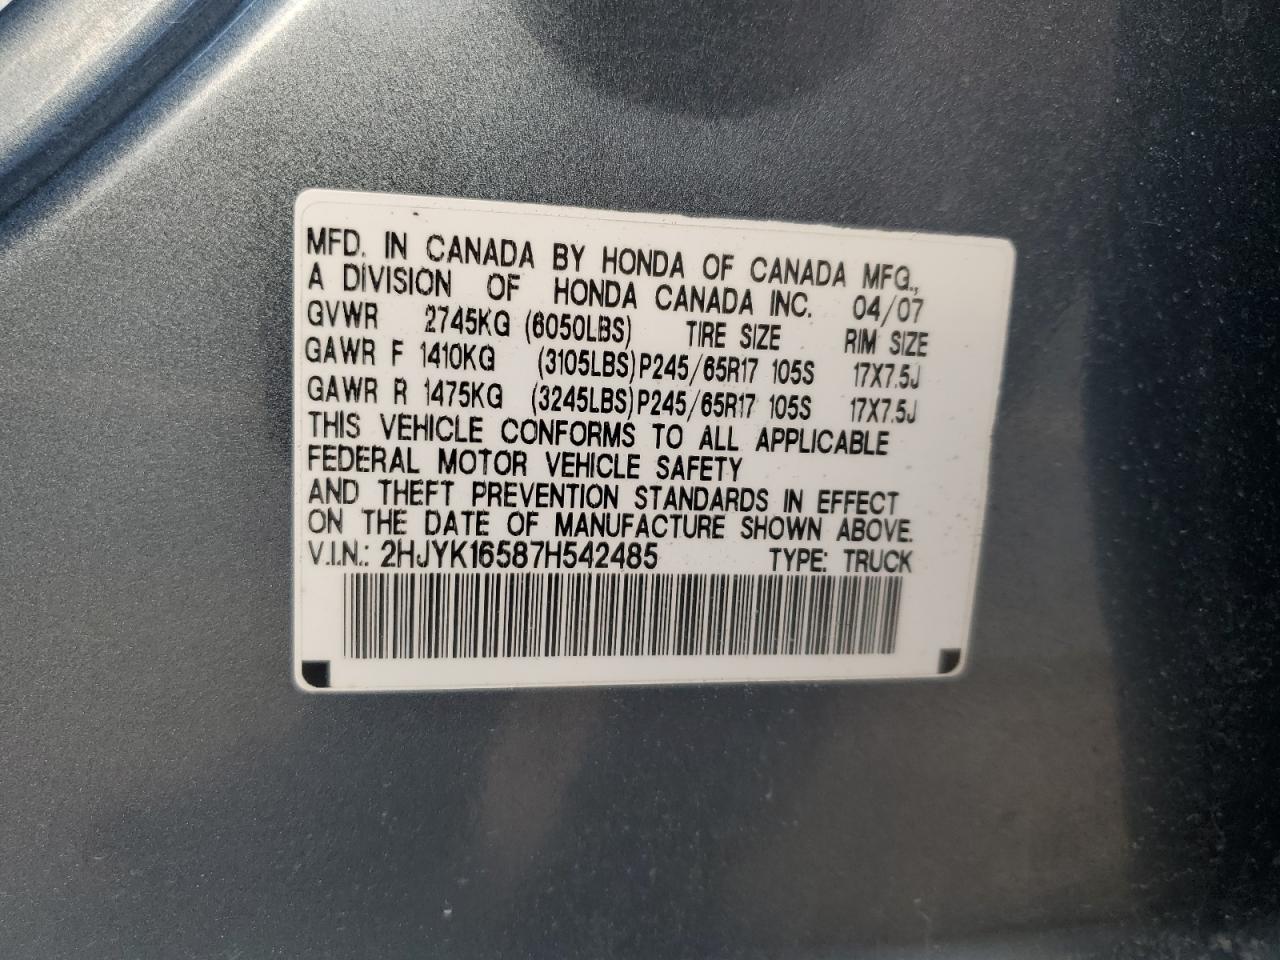 MFD. IN CANADA BY HONDA OF CANADA MFG.,
A DIVISION OF HONDA CANADA INC. 04/07
GVWR 2745KG (6050LBS) TIRE SIZE RIM SIZE
GAWR F 1410KG (3105LBS) P245/65R17 105S 17X7.5J
GAWR R 1475KG (3245LBS) P245/65R17 105S 17X7.5J
THIS VEHICLE CONFORMS TO ALL APPLICABLE
FEDERAL MOTOR VEHICLE SAFETY
AND THEFT PREVENTION STANDARDS IN EFFECT
ON THE DATE OF MANUFACTURE SHOWN ABOVE.
V.I.N.: 2HJYK16587H542485 TYPE: TRUCK